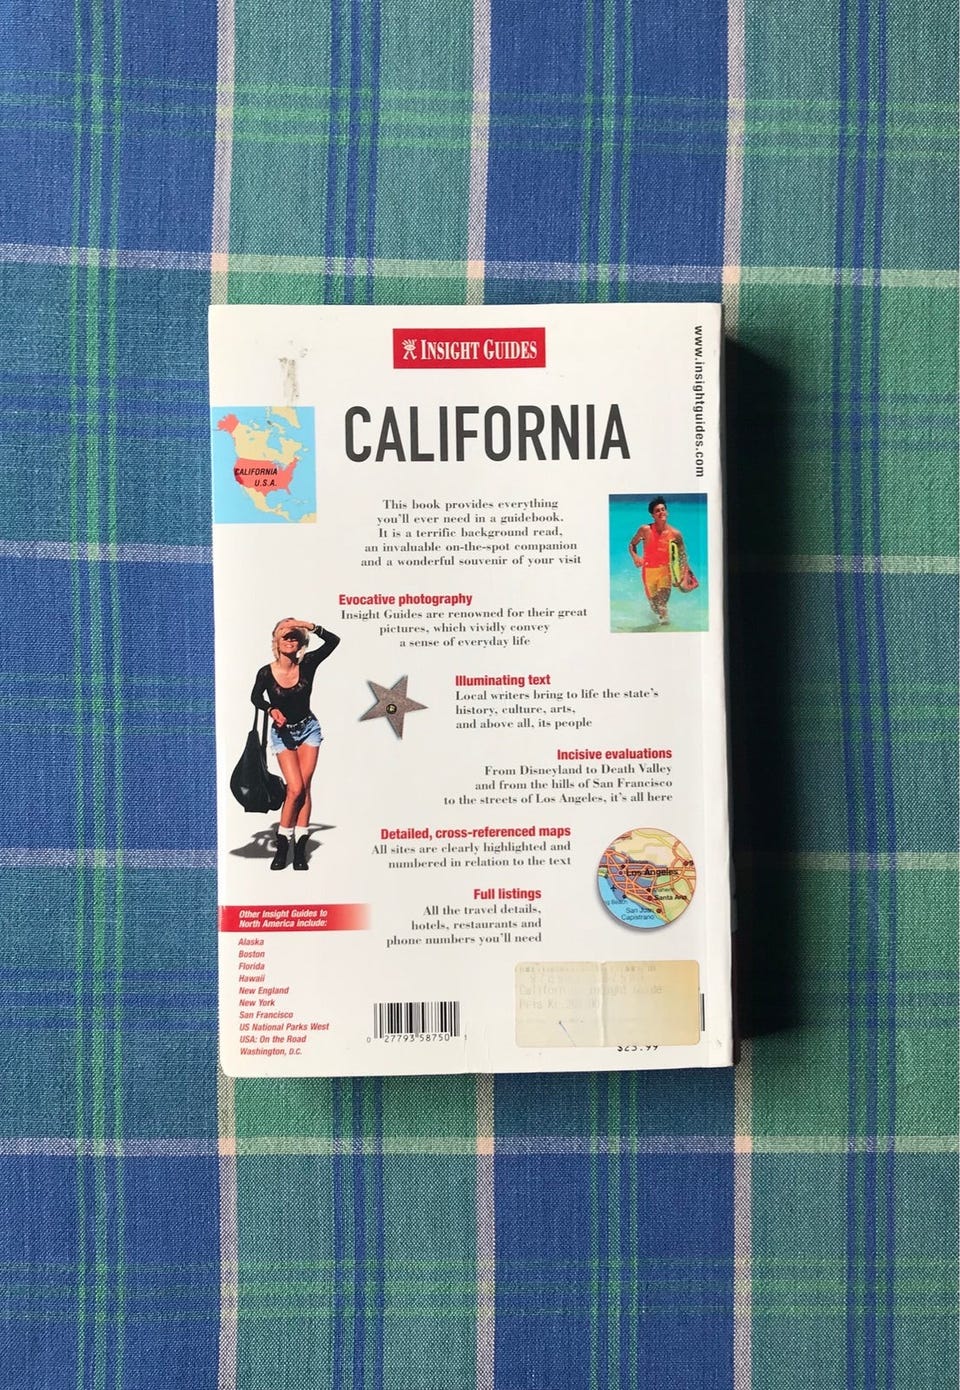 INSIGHT GUIDES
www.insightguides.com
CALIFORNIA
CALIFORNIA
U.S.A.
This book provides everything
you'll ever need in a guidebook.
It is a terrific background read,
an invaluable on-the-spot companion
and a wonderful souvenir of your visit
Evocative photography
Insight Guides are renowned for their great
pictures, which vividly convey
a sense of everyday life
Illuminating text
Local writers bring to life the state's
history, culture, arts,
and above all, its people
Incisive evaluations
From Disneyland to Death Valley
and from the hills of San Francisco
to the streets of Los Angeles, it's all here
Detailed, cross-referenced maps
All sites are clearly highlighted and
numbered in relation to the text
Los Angeles
Santa Ana
San Juan
Capistrano
Full listings
All the travel details,
hotels, restaurants and
phone numbers you'll need
Other Insight Guides to
North America include:
Alaska
Boston
Florida
Hawaii
New England
New York
San Francisco
US National Parks West
USA: On the Road
Washington, D.C.
0 27793 58750 1
$23.99